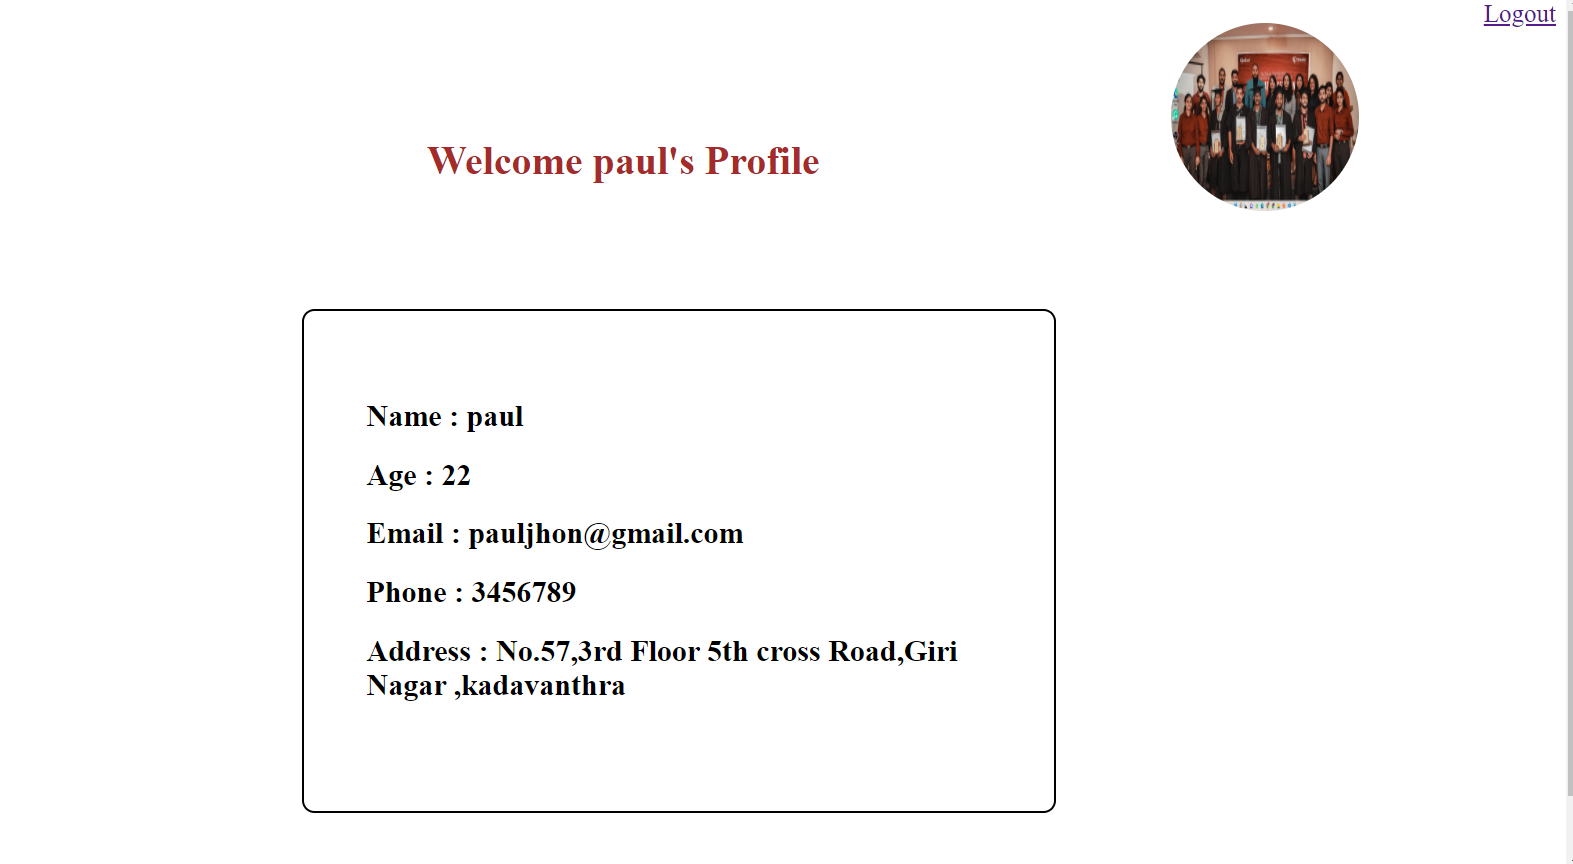 Logout
Welcome paul's Profile
Name : paul
Age : 22
Email : pauljhon@gmail.com
Phone : 3456789
Address : No.57,3rd Floor 5th cross Road,Giri
Nagar ,kadavanthra